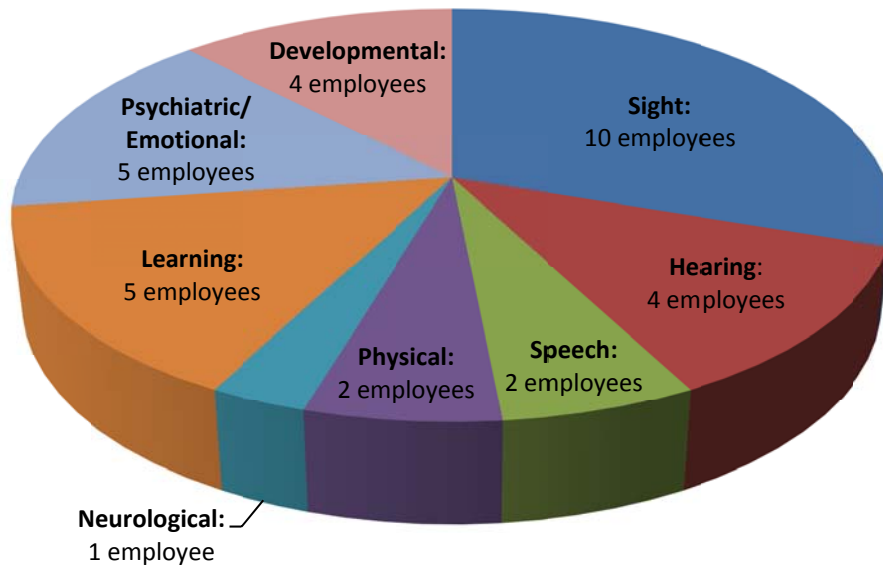 Developmental:
4 employees
Psychiatric/
Emotional:
5 employees
Sight:
10 employees
Learning:
5 employees
Hearing:
4 employees
Physical:
2 employees
Speech:
2 employees
Neurological:
1 employee